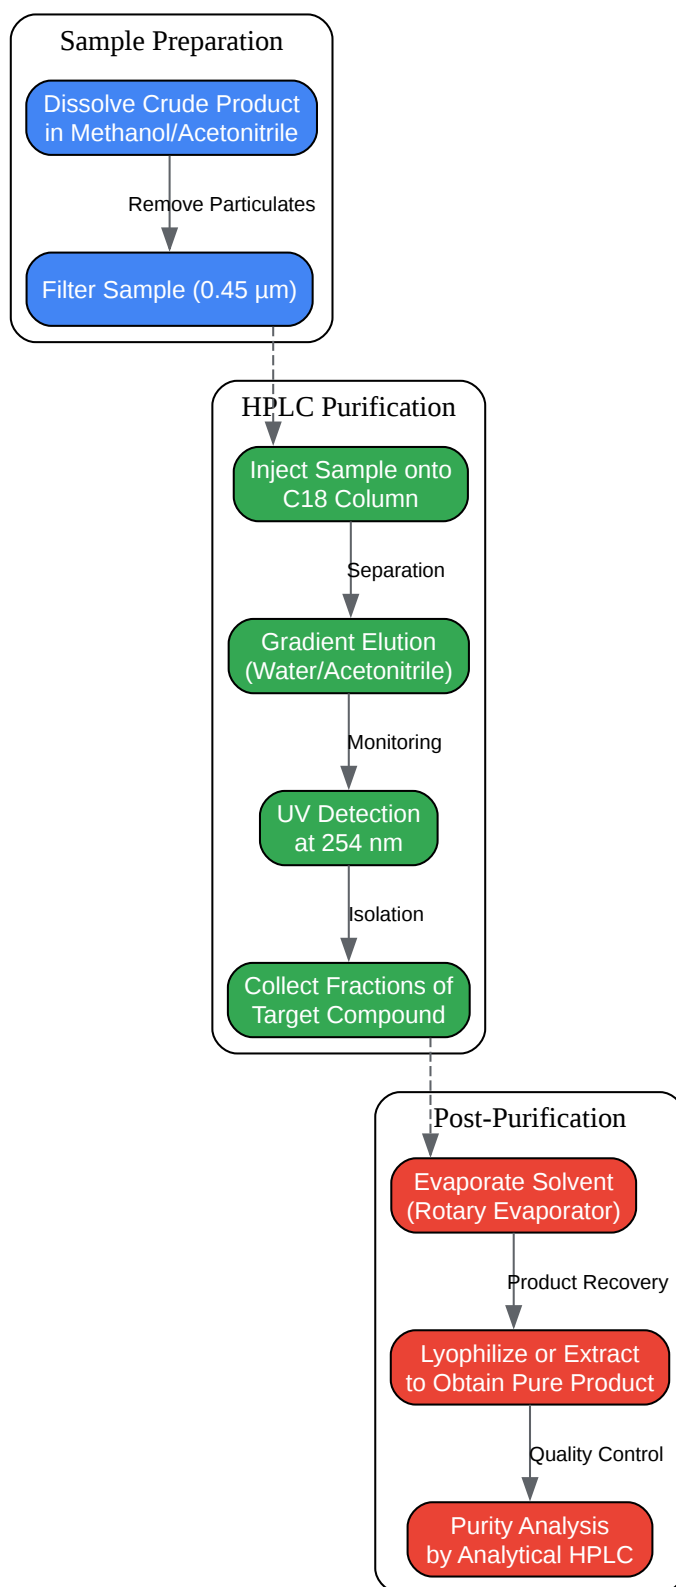 Sample Preparation
Dissolve Crude Product
in Methanol/Acetonitrile
Remove Particulates
Filter Sample (0.45 µm)
HPLC Purification
Inject Sample onto
C18 Column
Separation
Gradient Elution
(Water/Acetonitrile)
Monitoring
UV Detection
at 254 nm
Isolation
Collect Fractions of
Target Compound
Post-Purification
Evaporate Solvent
(Rotary Evaporator)
Product Recovery
Lyophilize or Extract
to Obtain Pure Product
Quality Control
Purity Analysis
by Analytical HPLC